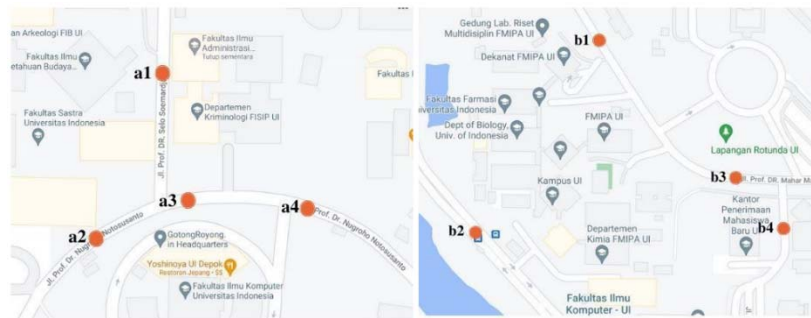 an Arkeologi FIB UI
Fakultas Ilmu
etahuan Budaya...
Fakultas Ilmu
Administrasi...
Tutup sementara
a1
Fakultas Sastra
Universitas Indonesia
Departemen
Kriminologi FISIP UI
Jl. Prof. DR. Selo Soemardj
a3
a2
a4
Jl. Prof. Dr. Nugroho Notosusanto
Prof. Dr. Nugroho Notosusanto
GotongRoyong.
in Headquarters
Yoshinoya UI Depok
Restoran Jepang - $$
Fakultas Ilmu Komputer
Universitas Indonesia
Fakult
Gedung Lab. Riset
Multidisiplin FMIPA UI
b1
Dekanat FMIPA UI
Fakultas Farmasi
niversitas Indonesia
Dept of Biology,
Univ. of Indonesia
FMIPA UI
Lapangan Rotunda UI
Kampus UI
b3
Jl. Prof. DR. Mahar M
b2
Kantor
Penerimaan
Mahasiswa
Baru UI
b4
Departemen
Kimia FMIPA UI
Fakultas Ilmu
Komputer - UI